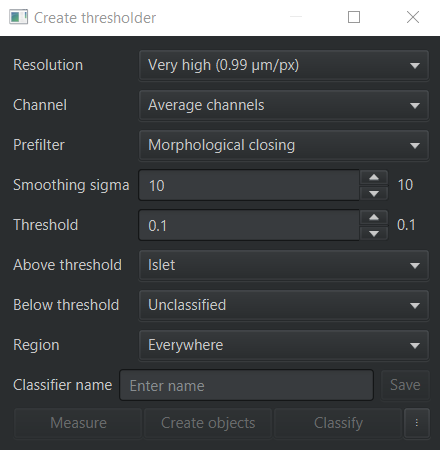 Create thresholder
Resolution Very high (0.99 µm/px)
Channel Average channels
Prefilter Morphological closing
Smoothing sigma 10 10
Threshold 0.1 0.1
Above threshold Islet
Below threshold Unclassified
Region Everywhere
Classifier name Enter name Save
Measure Create objects Classify